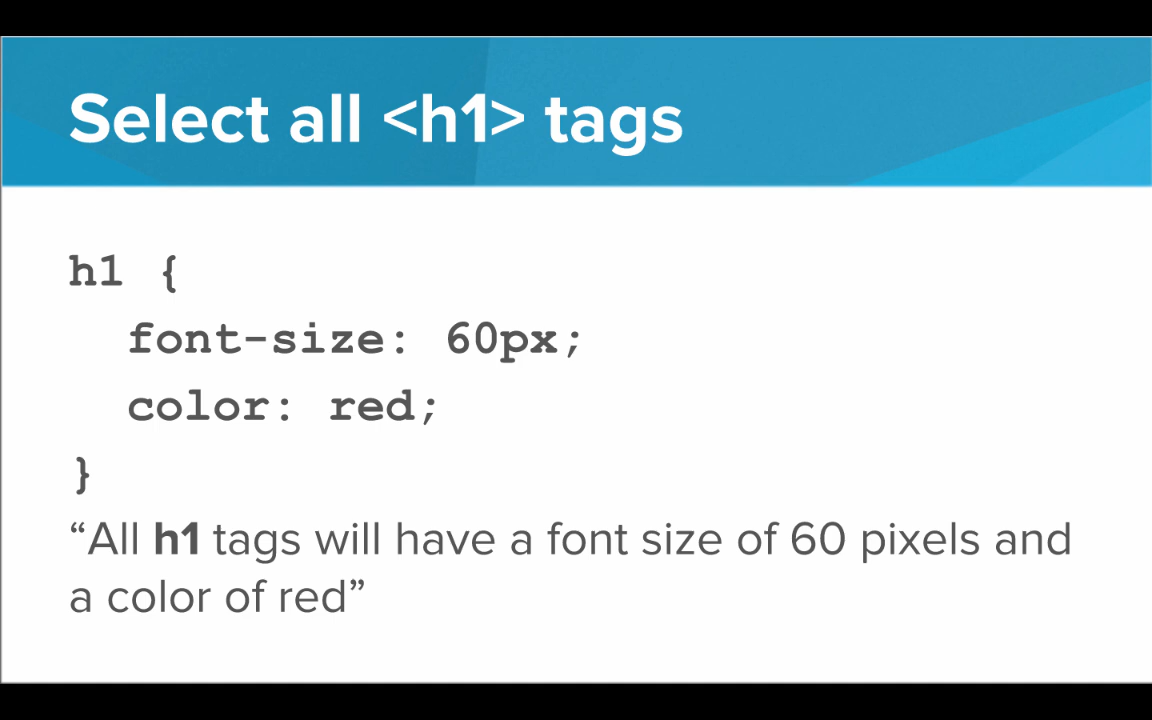 Select all <h1> tags
h1 {
font-size: 60px;
color: red;
}
“All h1 tags will have a font size of 60 pixels and
a color of red”